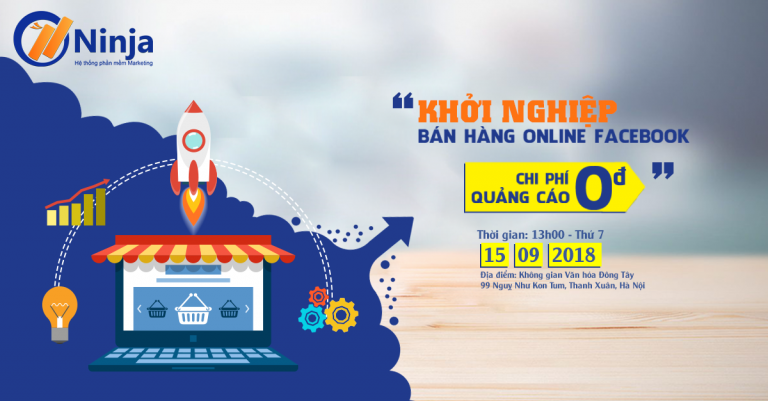 Ninja
Hệ thống phần mềm Marketing
“ KHỞI NGHIỆP
BÁN HÀNG ONLINE FACEBOOK
CHI PHÍ
QUẢNG CÁO 0đ ”
Thời gian: 13h00 - Thứ 7
15 09 2018
Địa điểm: Không gian Văn hóa Đông Tây
99 Ngụy Như Kon Tum, Thanh Xuân, Hà Nội